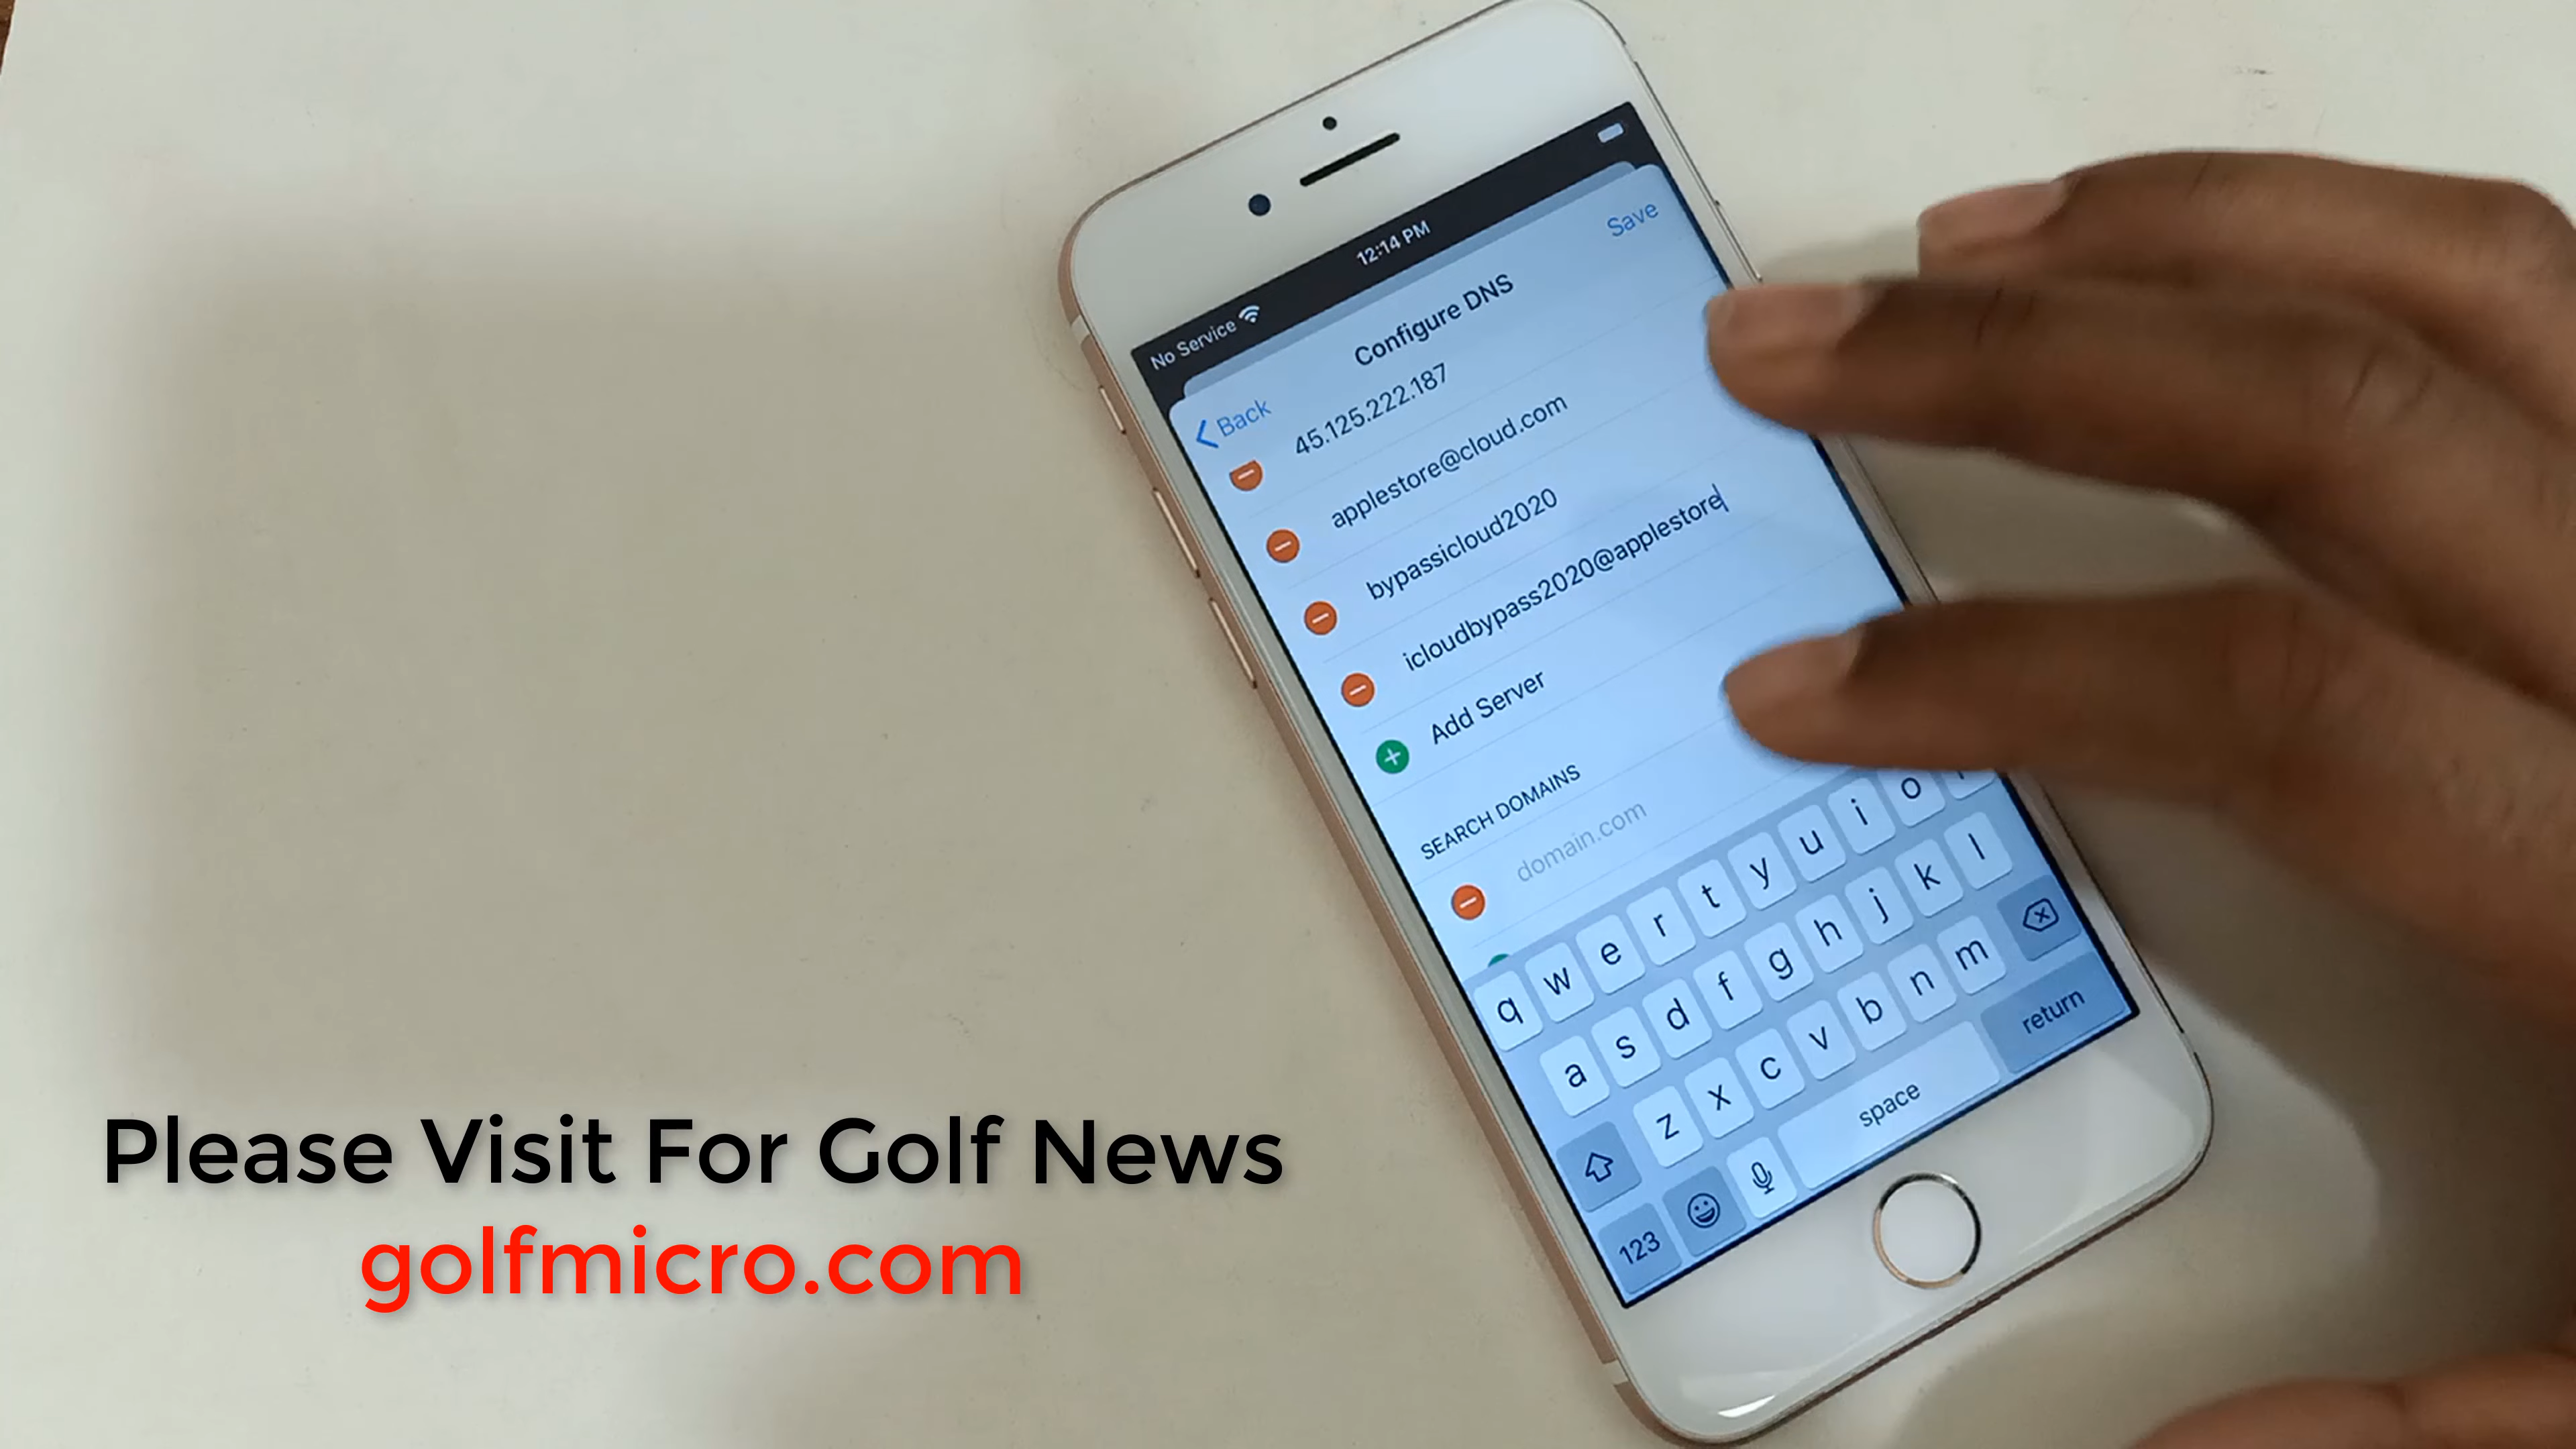 No Service
12:14 PM
Back
Configure DNS
Save
45.125.222.187
applestore@cloud.com
bypassicloud2020
icloudbypass2020@applestore
Add Server
SEARCH DOMAINS
domain.com
q w e r t y u i o
a s d f g h j k l
z x c v b n m
123
space
return
Please Visit For Golf News
golfmicro.com